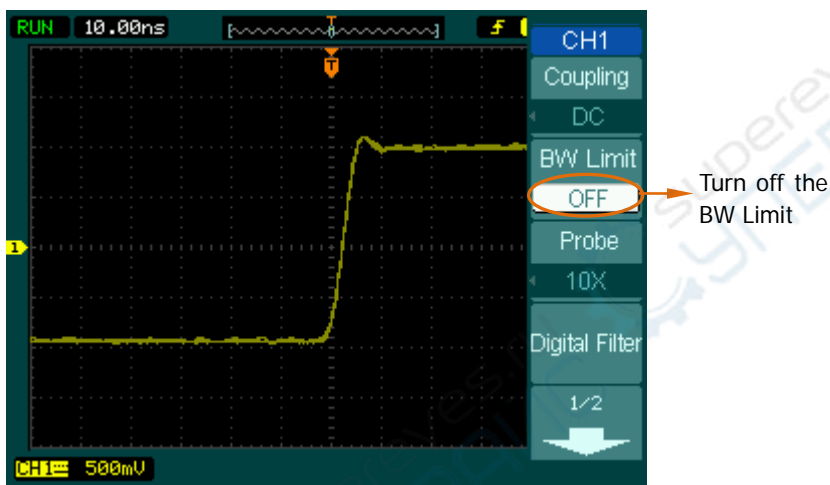 RUN 10.00ns
T
CH1
Coupling
DC
BW Limit
OFF
Probe
10X
Digital Filter
1/2
1
CH1 500mV
Turn off the
BW Limit